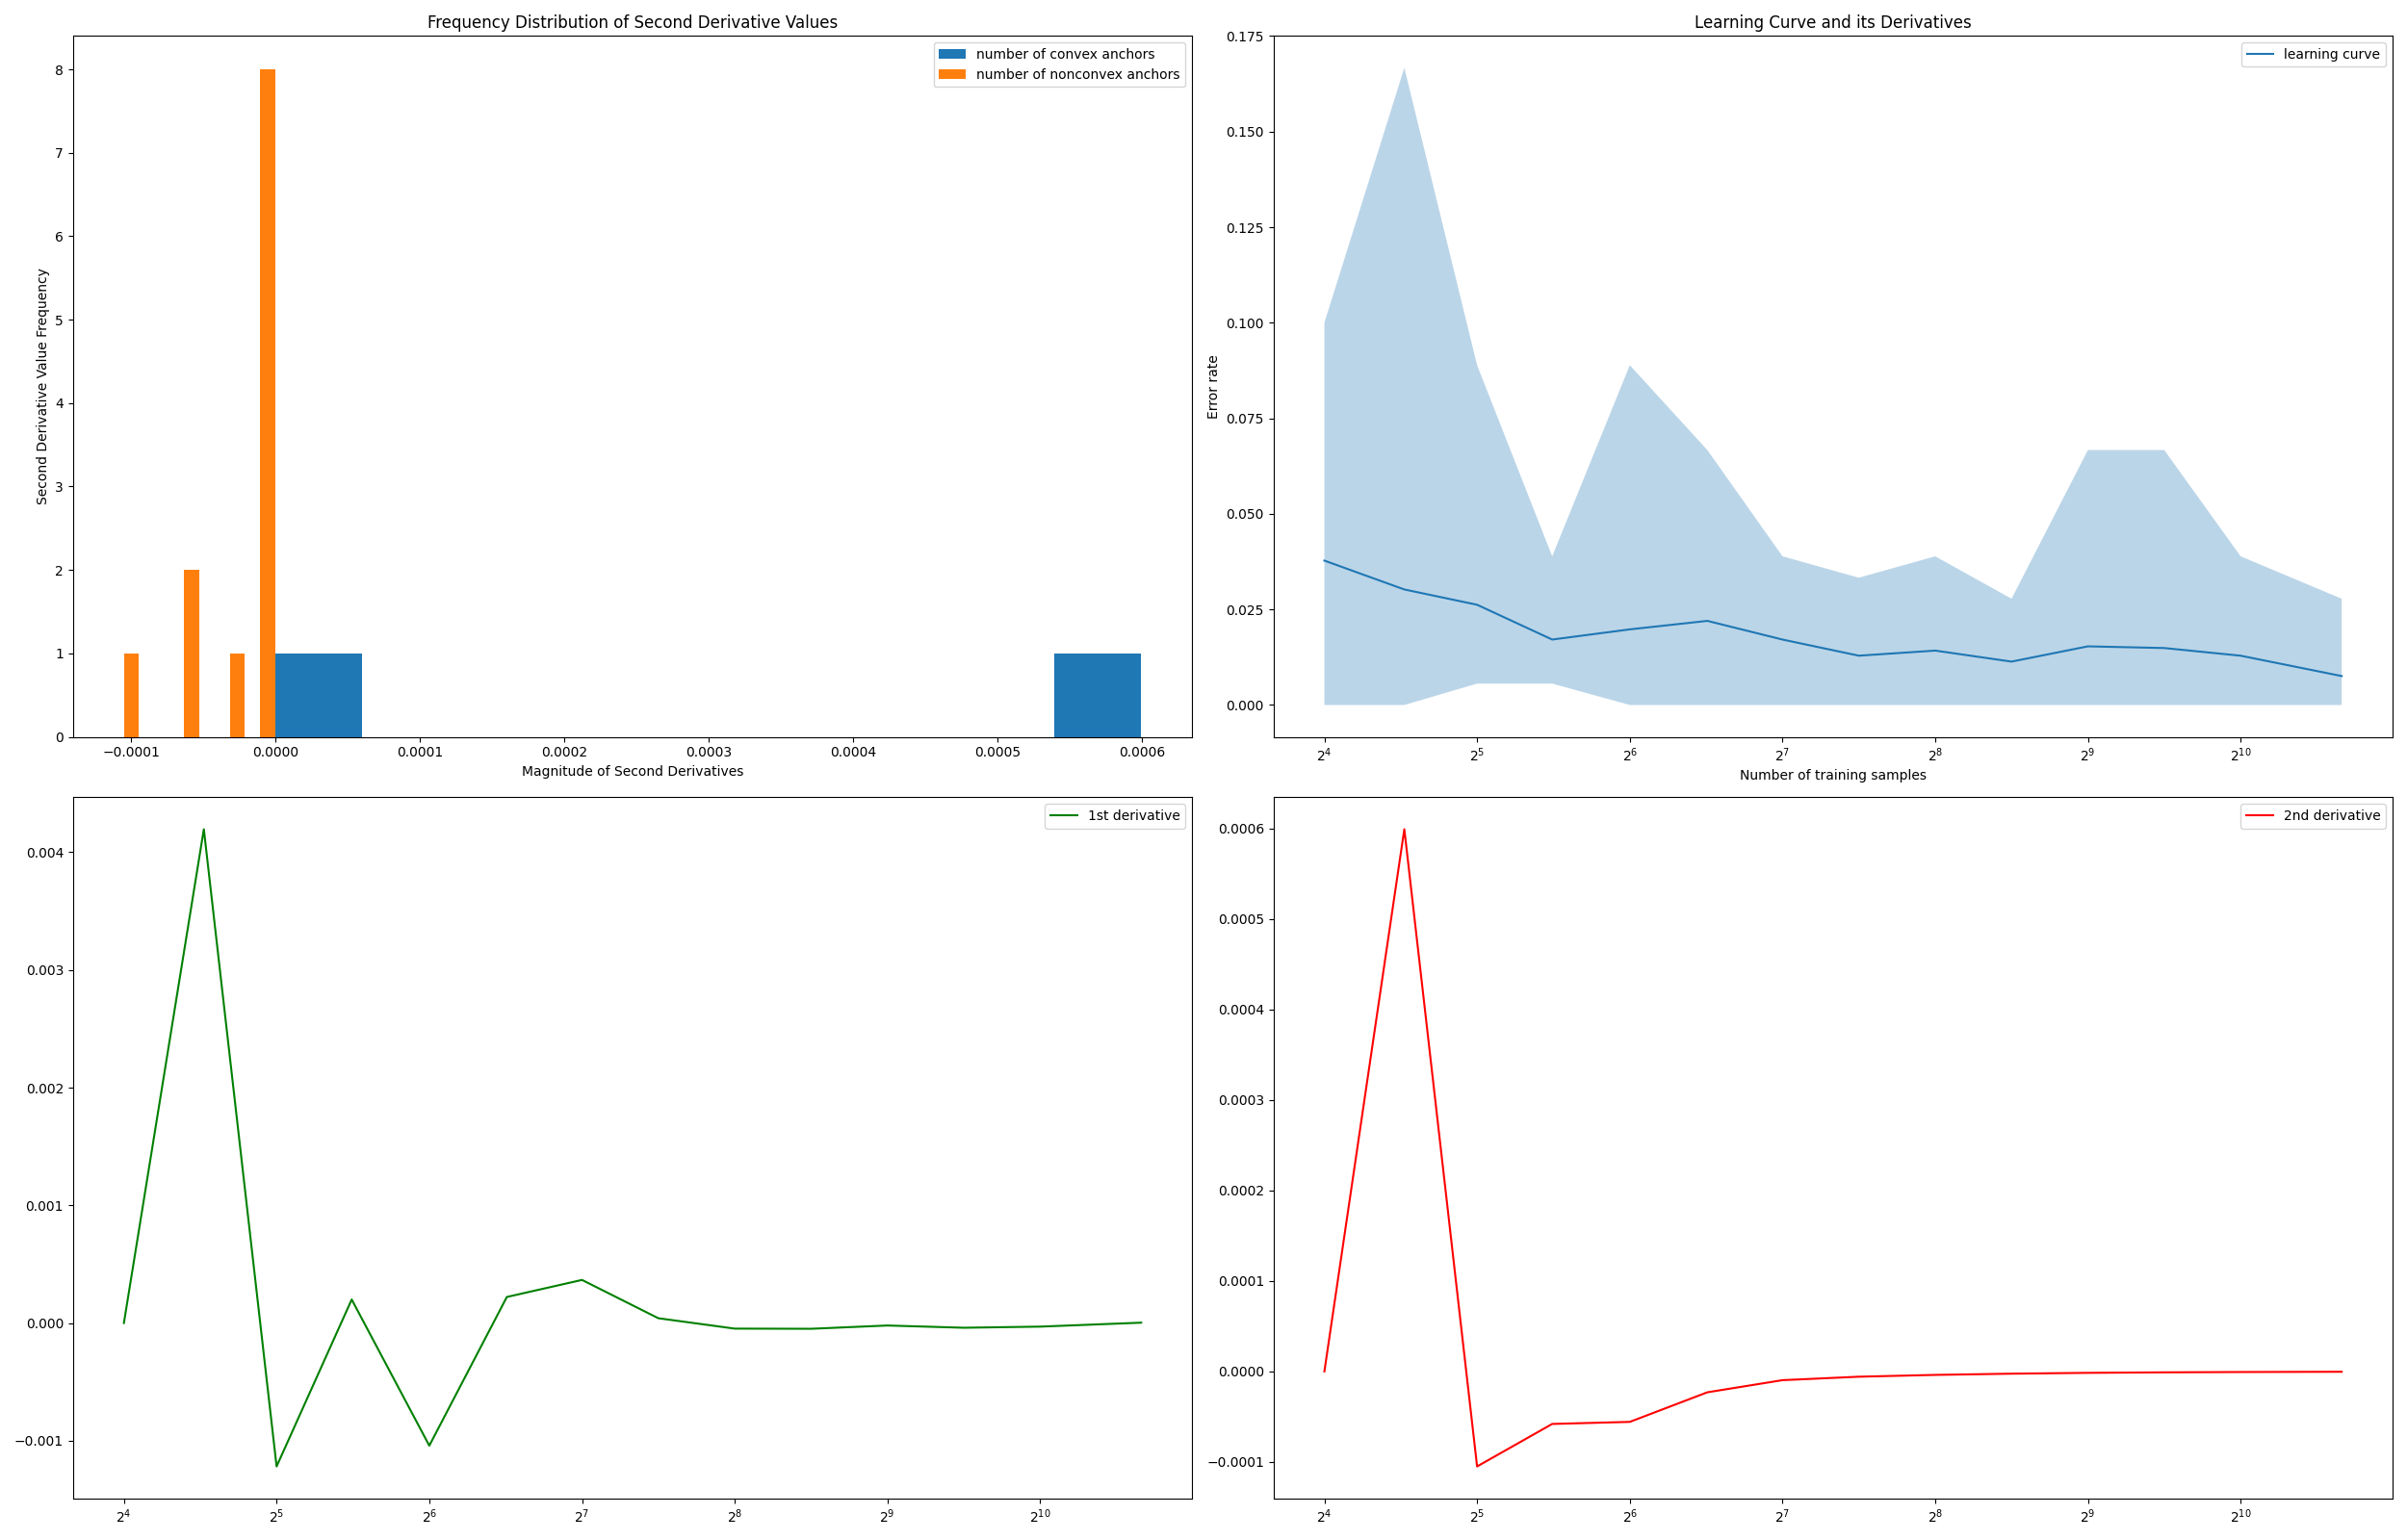 Frequency Distribution of Second Derivative Values
number of convex anchors
number of nonconvex anchors
Second Derivative Value Frequency
8
7
6
5
4
3
2
1
0
−0.0001 0.0000 0.0001 0.0002 0.0003 0.0004 0.0005 0.0006
Magnitude of Second Derivatives
Learning Curve and its Derivatives
learning curve
Error rate
0.175
0.150
0.125
0.100
0.075
0.050
0.025
0.000
2⁴ 2⁵ 2⁶ 2⁷ 2⁸ 2⁹ 2¹⁰
Number of training samples
1st derivative
0.004
0.003
0.002
0.001
0.000
−0.001
2⁴ 2⁵ 2⁶ 2⁷ 2⁸ 2⁹ 2¹⁰
2nd derivative
0.0006
0.0005
0.0004
0.0003
0.0002
0.0001
0.0000
−0.0001
2⁴ 2⁵ 2⁶ 2⁷ 2⁸ 2⁹ 2¹⁰